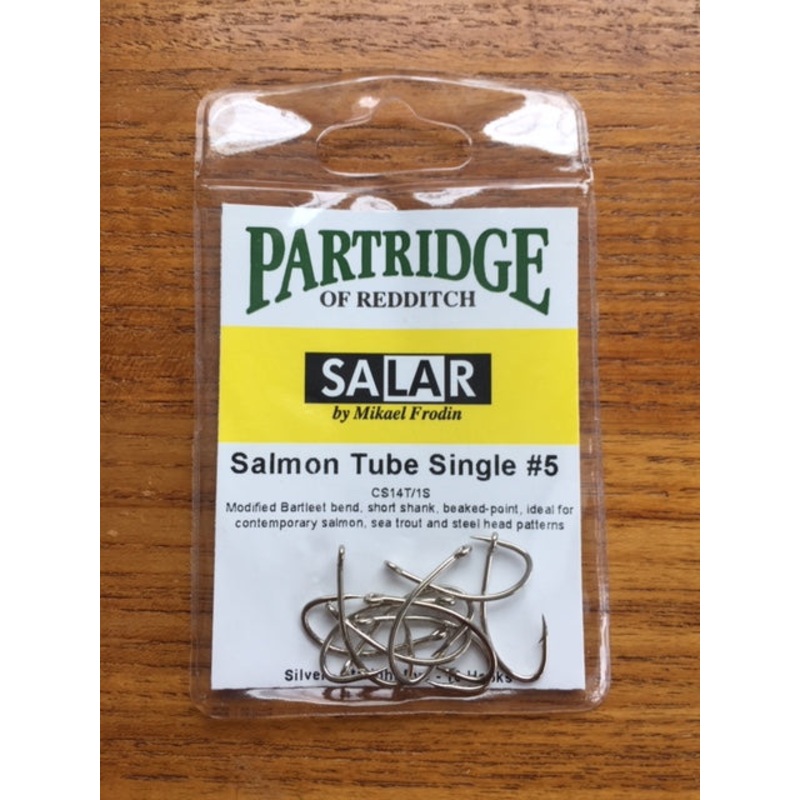 PARTRIDGE
OF REDDITCH
SALAR
by Mikael Frodin
Salmon Tube Single #5
CS14T/1S
Modified Bartleet bend, short shank, beaked-point, ideal for
contemporary salmon, sea trout and steel head patterns
Silver - 10 Hooks